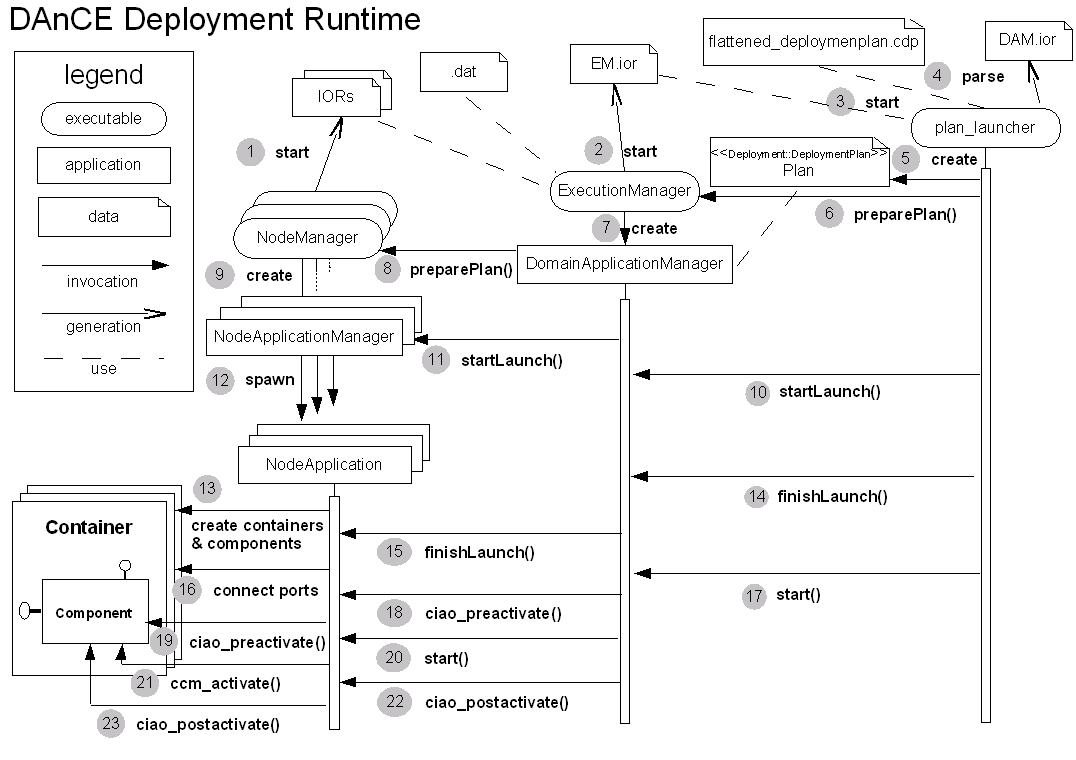 DAnCE Deployment Runtime
legend
executable
application
data
invocation
generation
use
IORs
.dat
EM.ior
flattened_deploymenplan.cdp
DAM.ior
4 parse
3 start
plan_launcher
1 start
2 start
<<Deployment::DeploymentPlan>>
Plan
5 create
ExecutionManager
6 preparePlan()
7 create
NodeManager
DomainApplicationManager
8 preparePlan()
9 create
NodeApplicationManager
11 startLaunch()
12 spawn
10 startLaunch()
NodeApplication
13
create containers
& components
14 finishLaunch()
Container
15 finishLaunch()
16 connect ports
17 start()
Component
18 ciao_preactivate()
19 ciao_preactivate()
20 start()
21 ccm_activate()
22 ciao_postactivate()
23 ciao_postactivate()